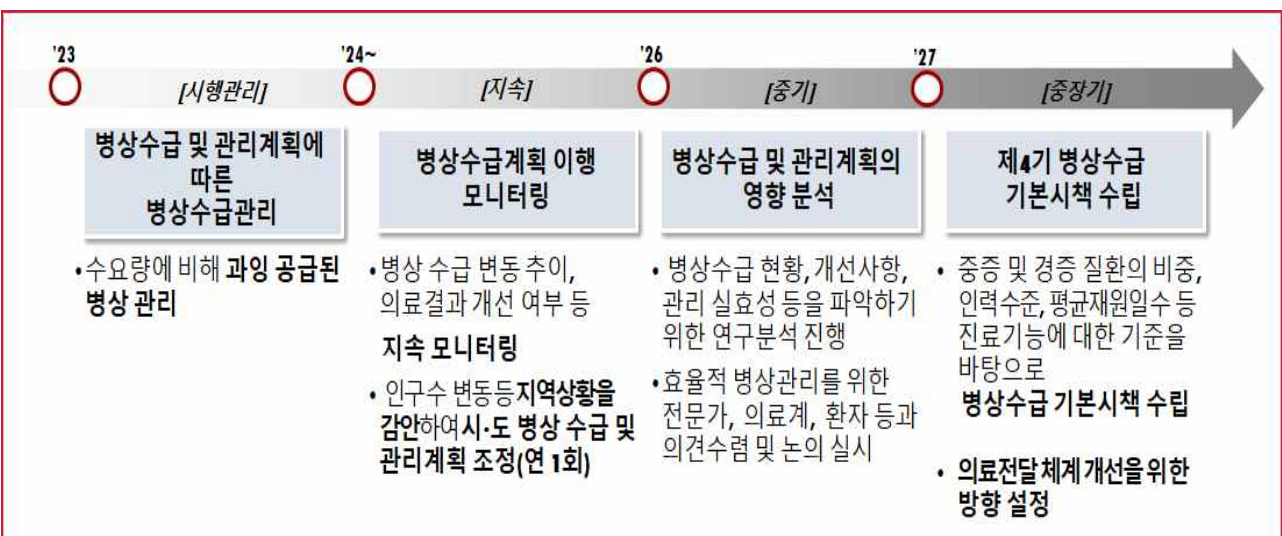 '23
'24~
'26
'27
[시행관리]
[지속]
[중기]
[중장기]
병상수급 및 관리계획에
따른
병상수급관리
•수요량에 비해 과잉 공급된
병상 관리
병상수급계획 이행
모니터링
•병상 수급 변동 추이,
의료결과 개선 여부 등
지속 모니터링
• 인구수 변동등 지역상황을
감안하여 시·도 병상 수급 및
관리계획 조정(연 1회)
병상수급 및 관리계획의
영향 분석
• 병상수급 현황, 개선사항,
관리 실효성 등을 파악하기
위한 연구분석 진행
•효율적 병상관리를 위한
전문가, 의료계, 환자 등과
의견수렴 및 논의 실시
제4기 병상수급
기본시책 수립
• 중증 및 경증 질환의 비중,
인력수준, 평균재원일수 등
진료기능에 대한 기준을
바탕으로
병상수급 기본시책 수립
• 의료전달 체계 개선을 위한
방향 설정